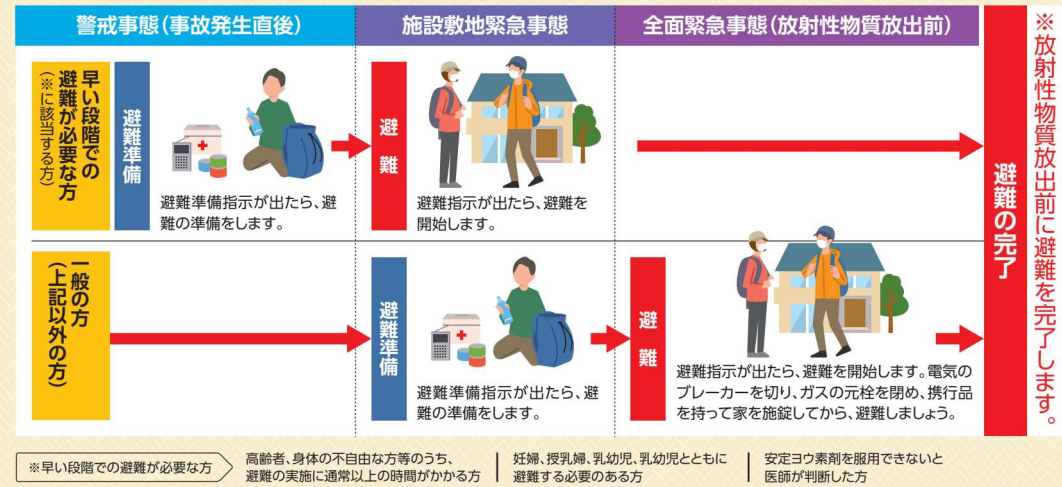 警戒事態(事故発生直後)
施設敷地緊急事態
全面緊急事態(放射性物質放出前)
早い段階での
避難が必要な方
(※に該当する方)
避難準備
避難準備指示が出たら、避
難の準備をします。
避難
避難指示が出たら、避難を
開始します。
一般の方
(上記以外の方)
避難準備
避難準備指示が出たら、避
難の準備をします。
避難
避難指示が出たら、避難を開始します。電気の
ブレーカーを切り、ガスの元栓を閉め、携行品
を持って家を施錠してから、避難しましょう。
避難の完了
※放射性物質放出前に避難を完了します。
※早い段階での避難が必要な方
高齢者、身体の不自由な方等のうち、
避難の実施に通常以上の時間がかかる方
妊婦、授乳婦、乳幼児、乳幼児とともに
避難する必要のある方
安定ヨウ素剤を服用できないと
医師が判断した方